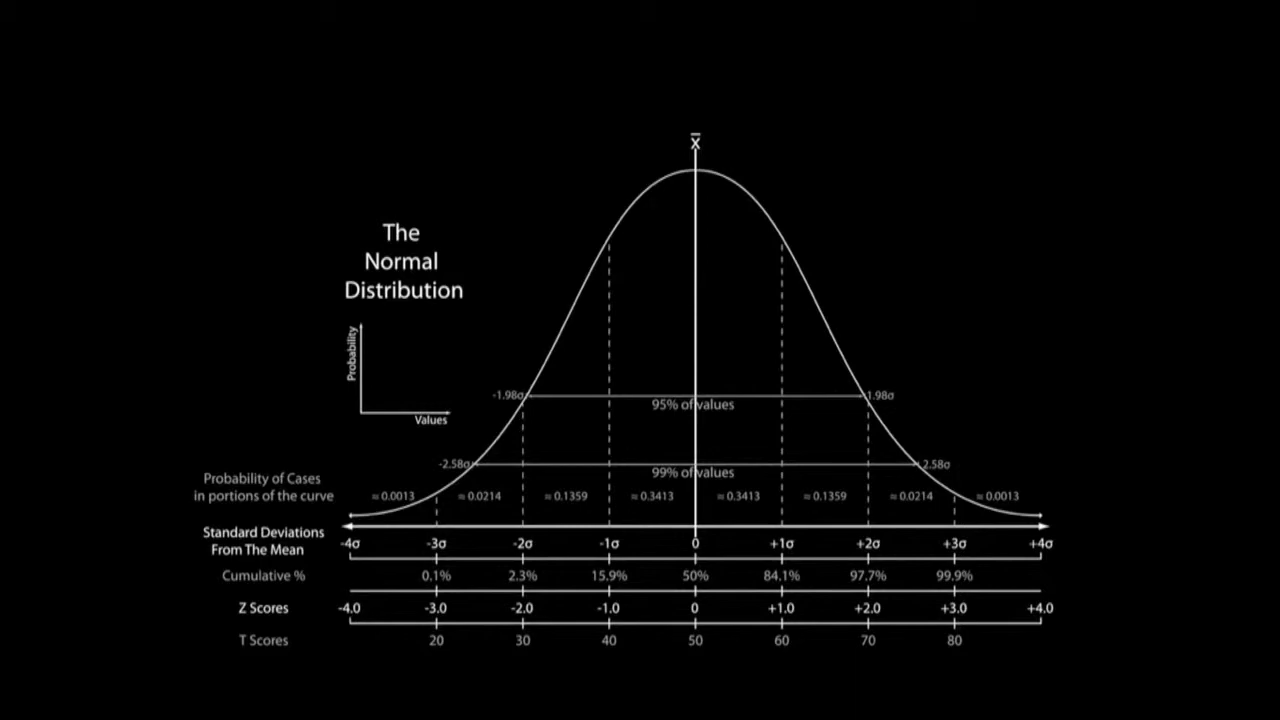 x̄
The
Normal
Distribution
Probability
Values
-1.98σ 1.98σ
95% of values
-2.58σ 2.58σ
99% of values
Probability of Cases
in portions of the curve
≈ 0.0013 ≈ 0.0214 ≈ 0.1359 ≈ 0.3413 ≈ 0.3413 ≈ 0.1359 ≈ 0.0214 ≈ 0.0013
Standard Deviations
From The Mean
-4σ -3σ -2σ -1σ 0 +1σ +2σ +3σ +4σ
Cumulative % 0.1% 2.3% 15.9% 50% 84.1% 97.7% 99.9%
Z Scores -4.0 -3.0 -2.0 -1.0 0 +1.0 +2.0 +3.0 +4.0
T Scores 20 30 40 50 60 70 80